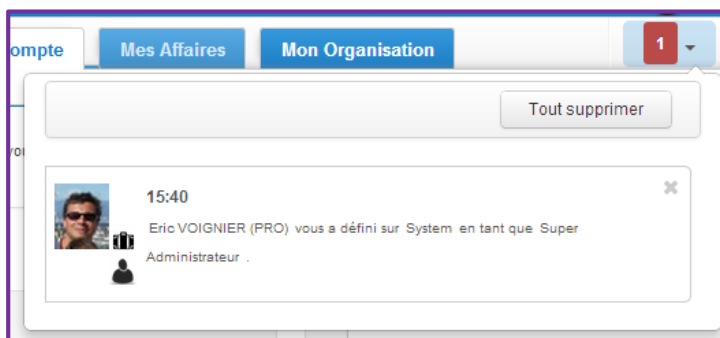 ompte Mes Affaires Mon Organisation 1
Tout supprimer
15:40
Eric VOIGNIER (PRO) vous a défini sur System en tant que Super
Administrateur .